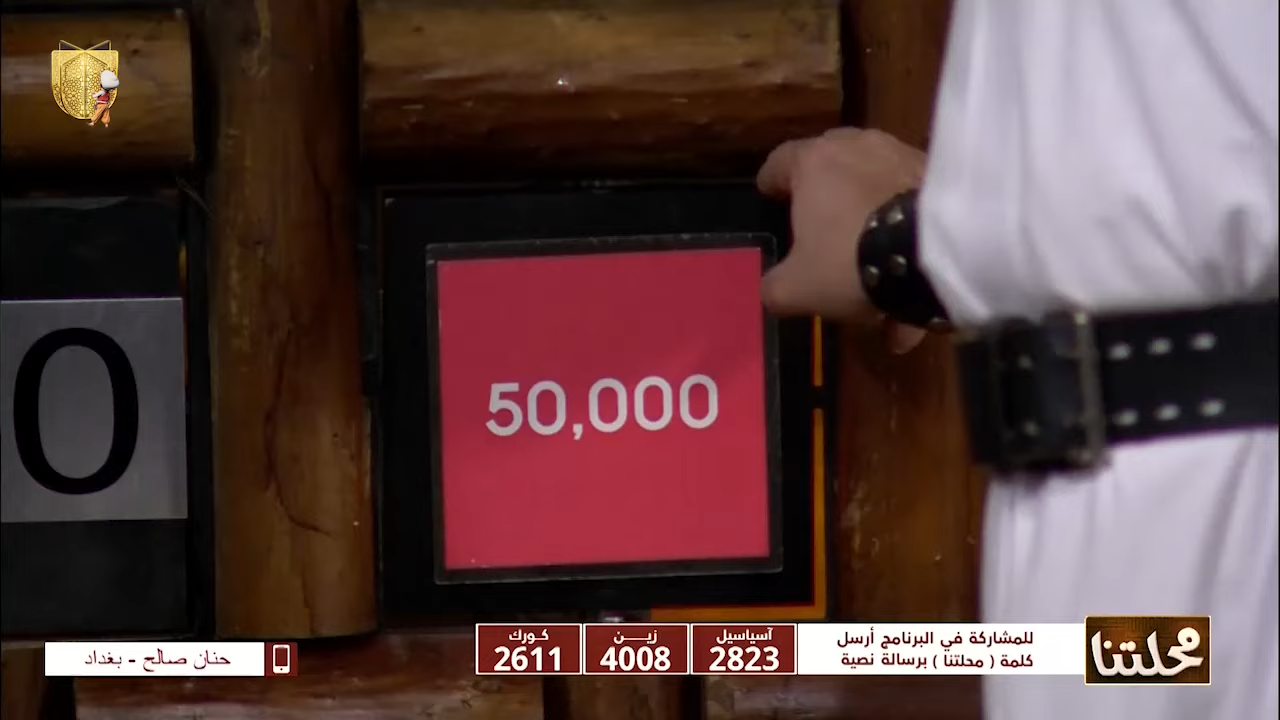 0
50,000
للمشاركة في البرنامج أرسل
كلمة ( محلتنا ) برسالة نصية
آسياسيل
2823
زيـن
4008
كورك
2611
حنان صالح - بغداد
محلتنا